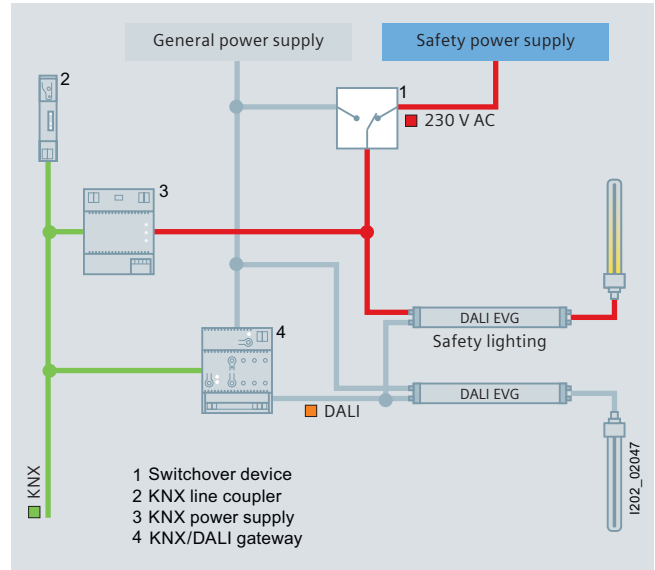 General power supply
Safety power supply
2
1
230 V AC
3
DALI EVG
Safety lighting
4
DALI EVG
DALI
KNX
1 Switchover device
2 KNX line coupler
3 KNX power supply
4 KNX/DALI gateway
I202_02047